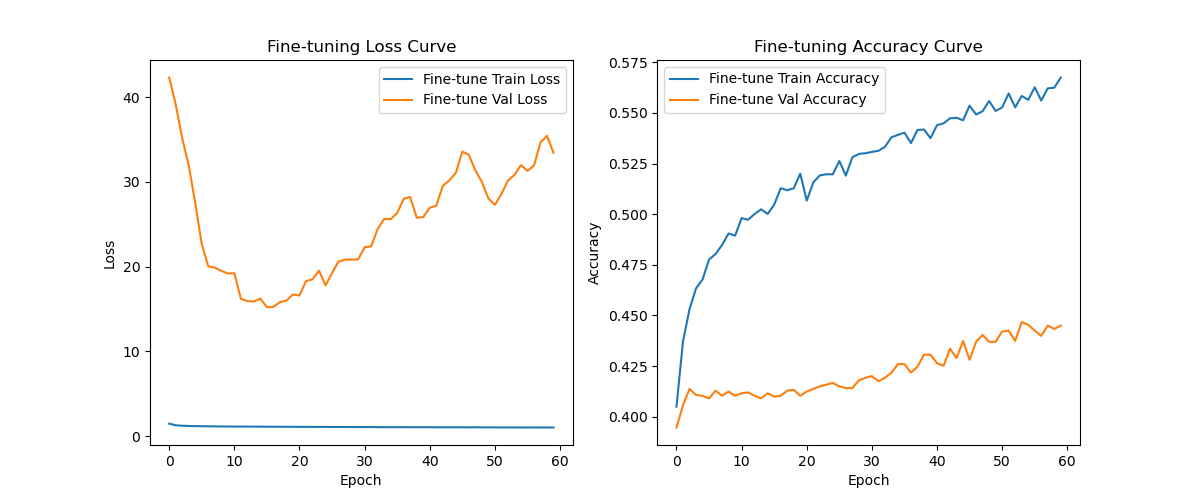 Fine-tuning Loss Curve
Fine-tune Train Loss
Fine-tune Val Loss
Loss
40
30
20
10
0
0 10 20 30 40 50 60
Epoch
Fine-tuning Accuracy Curve
Fine-tune Train Accuracy
Fine-tune Val Accuracy
Accuracy
0.575
0.550
0.525
0.500
0.475
0.450
0.425
0.400
0 10 20 30 40 50 60
Epoch